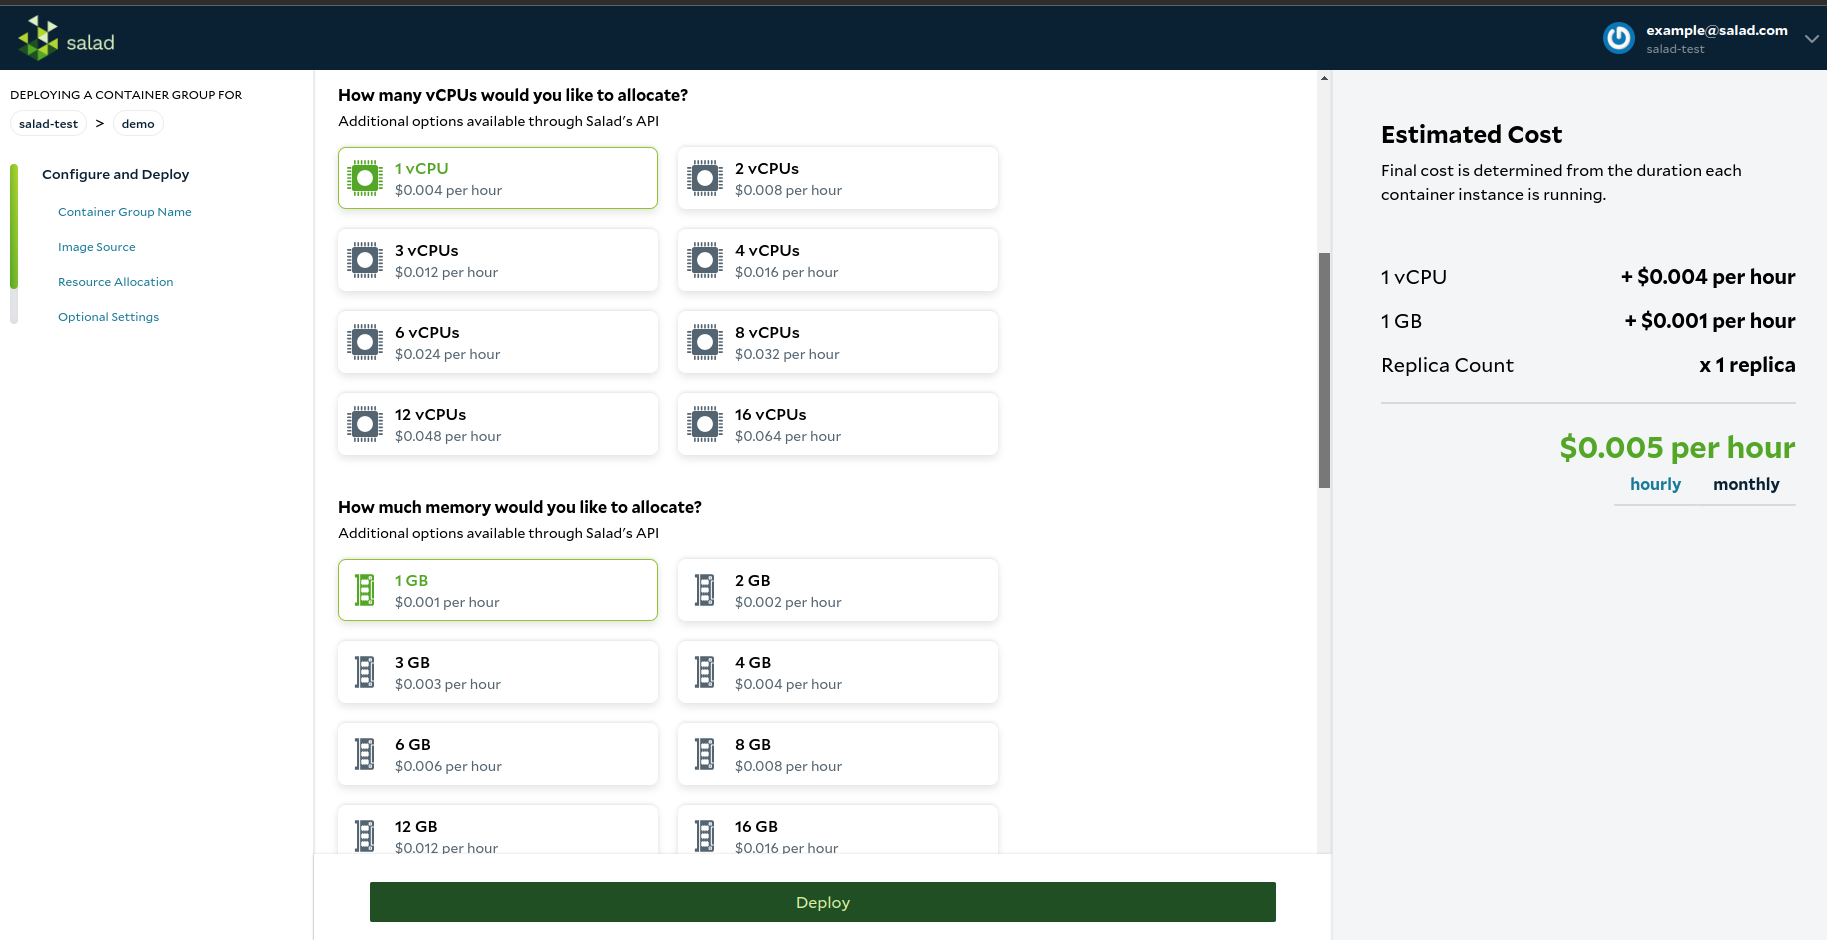 salad
example@salad.com
salad-test
DEPLOYING A CONTAINER GROUP FOR
salad-test > demo
Configure and Deploy
Container Group Name
Image Source
Resource Allocation
Optional Settings
How many vCPUs would you like to allocate?
Additional options available through Salad's API
1 vCPU
$0.004 per hour
2 vCPUs
$0.008 per hour
3 vCPUs
$0.012 per hour
4 vCPUs
$0.016 per hour
6 vCPUs
$0.024 per hour
8 vCPUs
$0.032 per hour
12 vCPUs
$0.048 per hour
16 vCPUs
$0.064 per hour
How much memory would you like to allocate?
Additional options available through Salad's API
1 GB
$0.001 per hour
2 GB
$0.002 per hour
3 GB
$0.003 per hour
4 GB
$0.004 per hour
6 GB
$0.006 per hour
8 GB
$0.008 per hour
12 GB
$0.012 per hour
16 GB
$0.016 per hour
Deploy
Estimated Cost
Final cost is determined from the duration each
container instance is running.
1 vCPU + $0.004 per hour
1 GB + $0.001 per hour
Replica Count x 1 replica
$0.005 per hour
hourly monthly